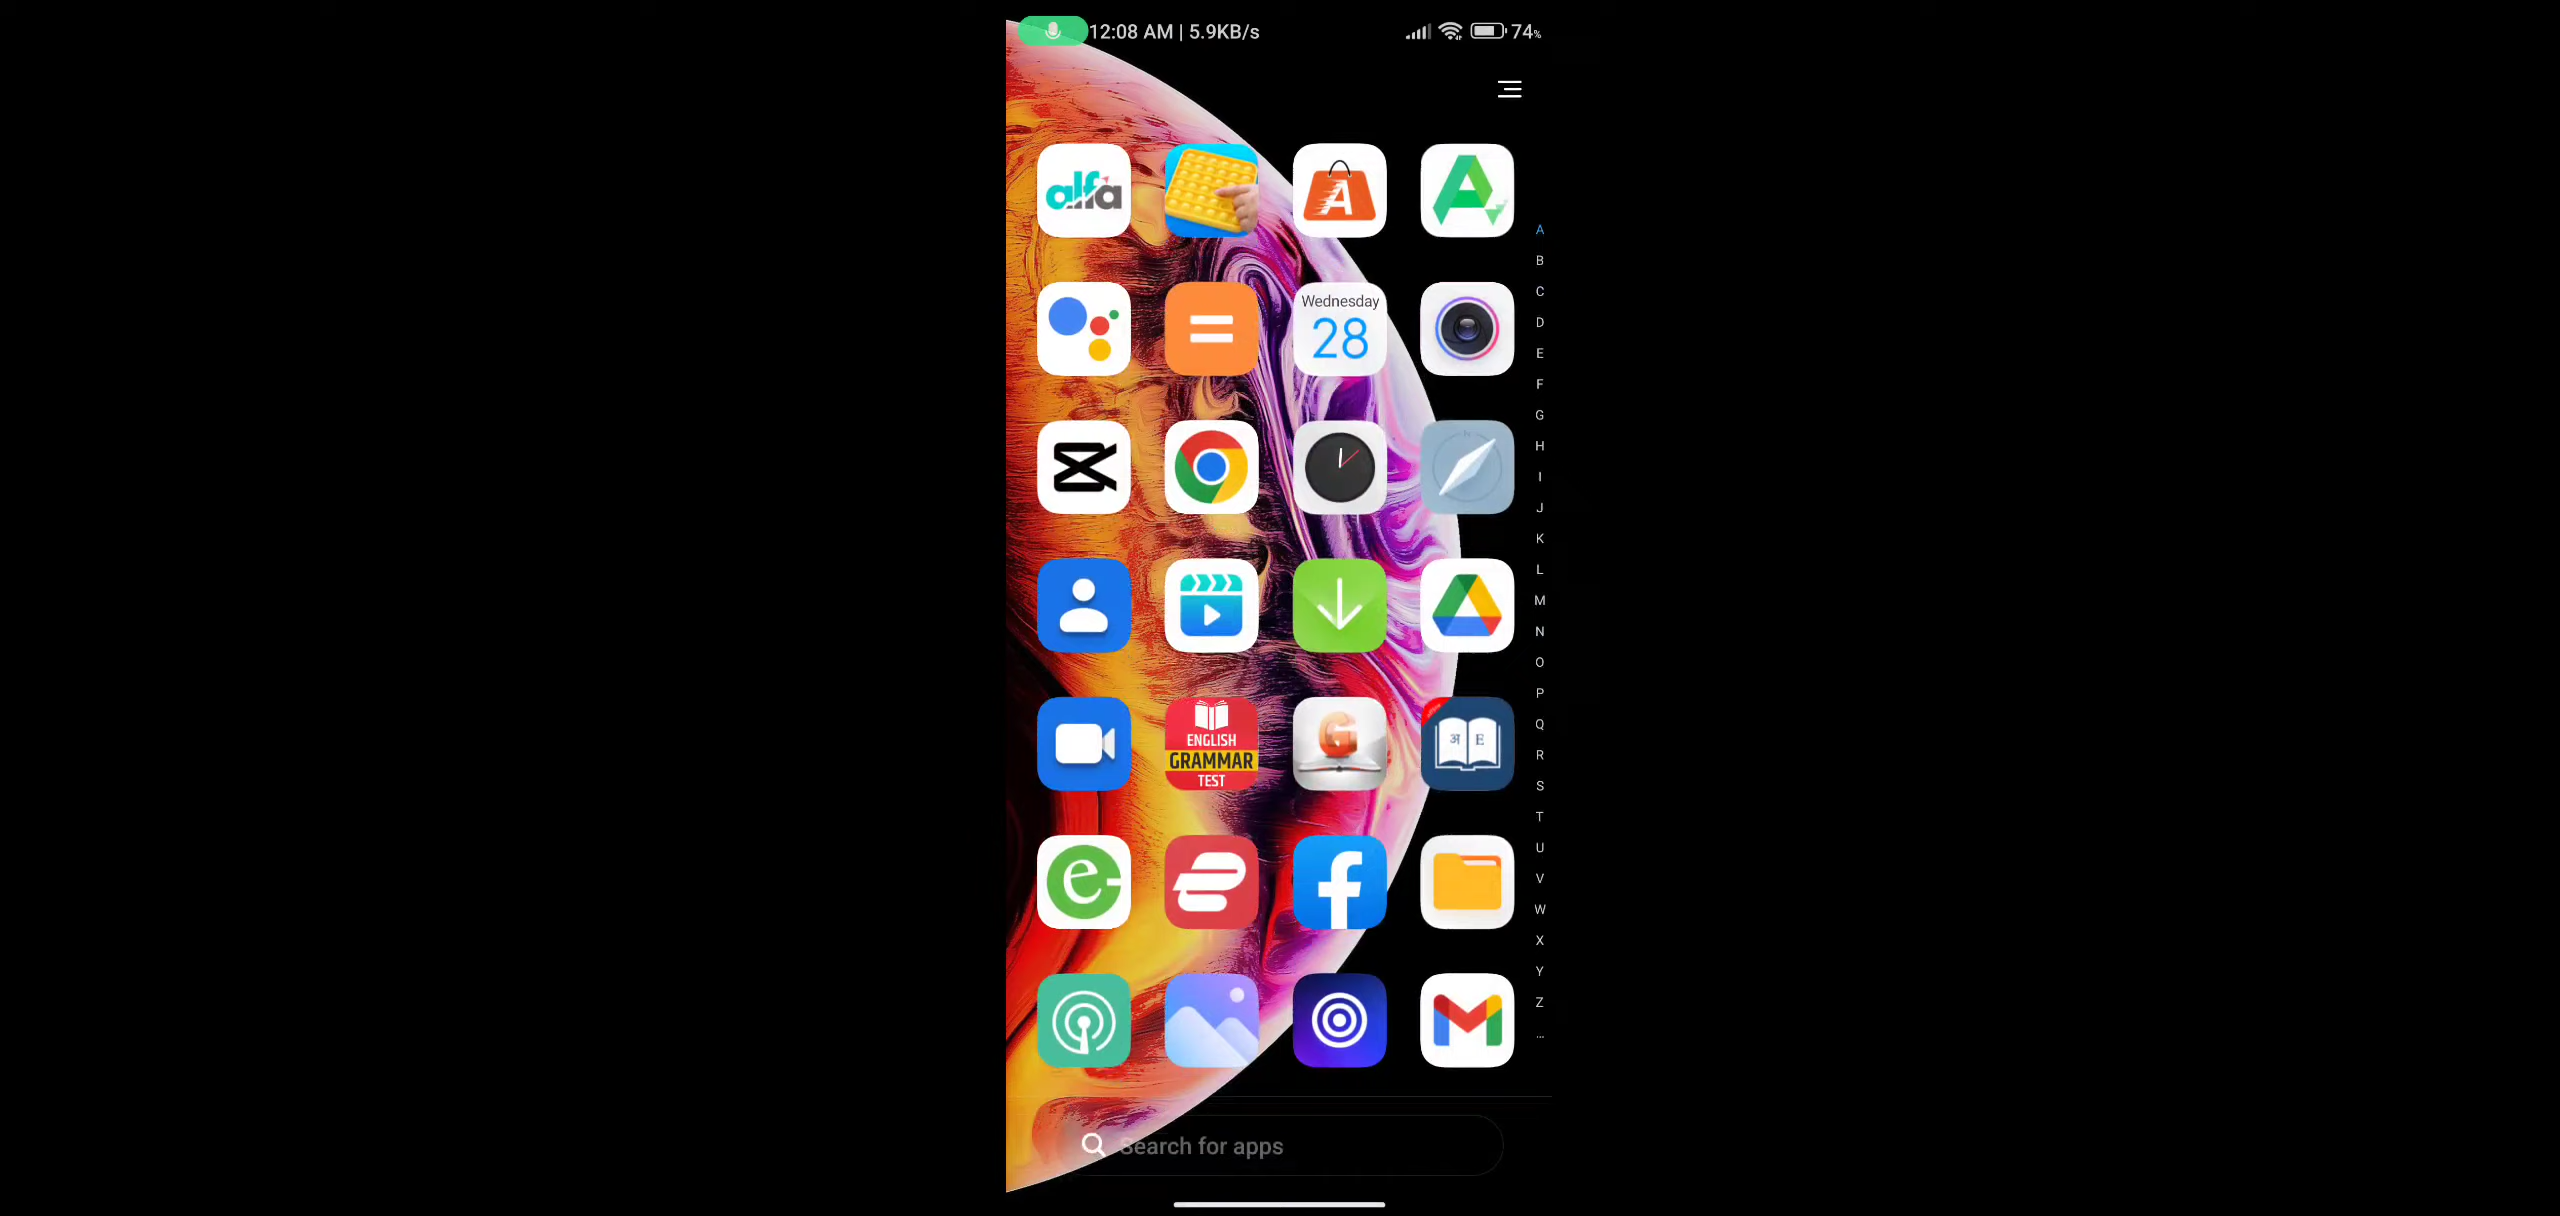 12:08 AM | 5.9KB/s
74%
alfa
A
Wednesday
28
A
B
C
D
E
F
G
H
I
J
K
L
M
N
O
P
Q
R
S
T
U
V
W
X
Y
Z
...
ENGLISH
GRAMMAR
TEST
G
अ E
Search for apps